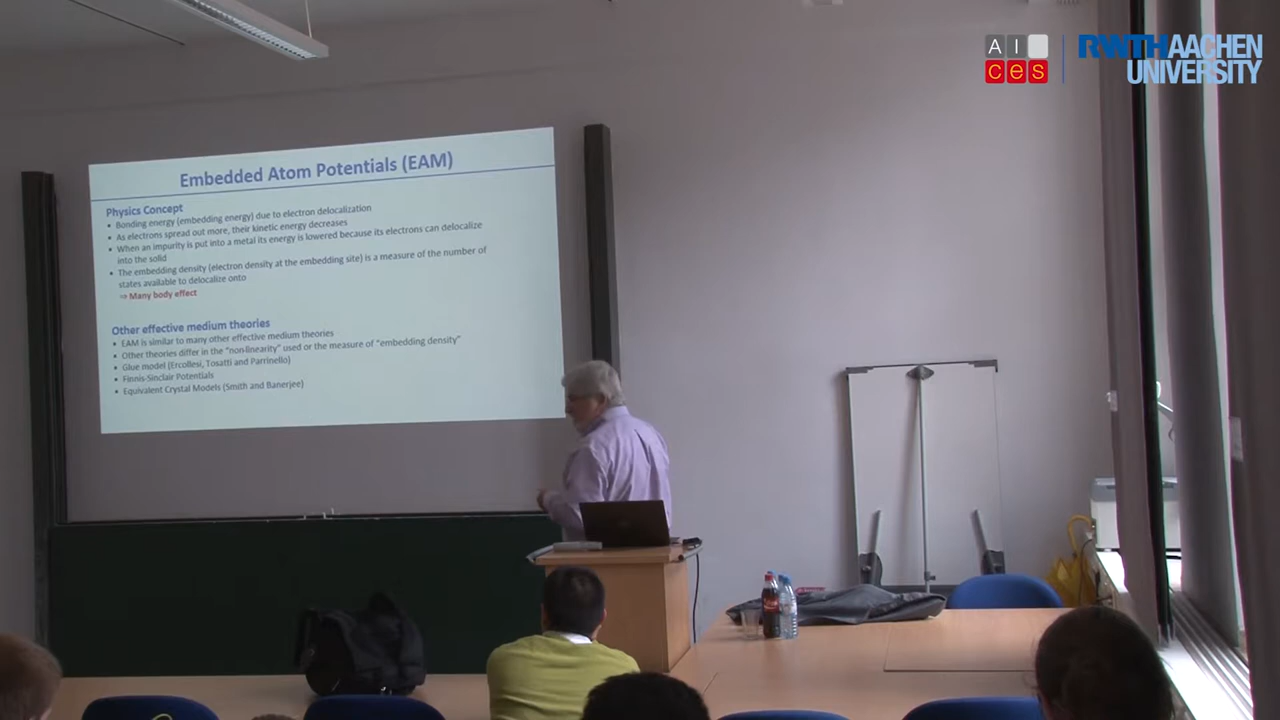 AI
ces
RWTHAACHEN
UNIVERSITY
Embedded Atom Potentials (EAM)
Physics Concept
▪ Bonding energy (embedding energy) due to electron delocalization
▪ As electrons spread out more, their kinetic energy decreases
▪ When an impurity is put into a metal its energy is lowered because its electrons can delocalize
into the solid
▪ The embedding density (electron density at the embedding site) is a measure of the number of
states available to delocalize onto
⇒ Many body effect
Other effective medium theories
▪ EAM is similar to many other effective medium theories
▪ Other theories differ in the "non-linearity" used or the measure of "embedding density"
▪ Glue model (Ercollesi, Tosatti and Parrinello)
▪ Finnis-Sinclair Potentials
▪ Equivalent Crystal Models (Smith and Banerjee)